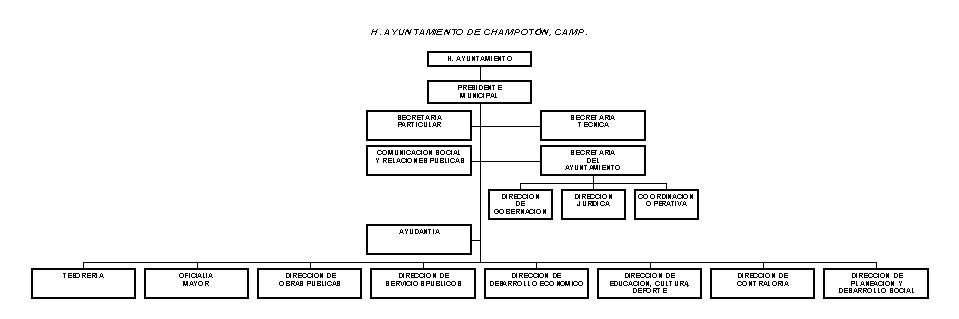 H. AYUNTAMIENTO DE CHAMPOTÓN, CAMP.
H. AYUNTAMIENTO
PRESIDENTE
MUNICIPAL
SECRETARIA
PARTICULAR
SECRETARIA
TECNICA
COMUNICACION SOCIAL
Y RELACIONES PUBLICAS
SECRETARIA
DEL
AYUNTAMIENTO
DIRECCION
DE
GOBERNACION
DIRECCION
JURIDICA
COORDINACION
OPERATIVA
AYUDANTIA
TESORERIA
OFICIALIA
MAYOR
DIRECCION DE
OBRAS PUBLICAS
DIRECCION DE
SERVICIOS PUBLICOS
DIRECCION DE
DESARROLLO ECONOMICO
DIRECCION DE
EDUCACION, CULTURA,
DEPORTE
DIRECCION DE
CONTRALORIA
DIRECCION DE
PLANEACION Y
DESARROLLO SOCIAL